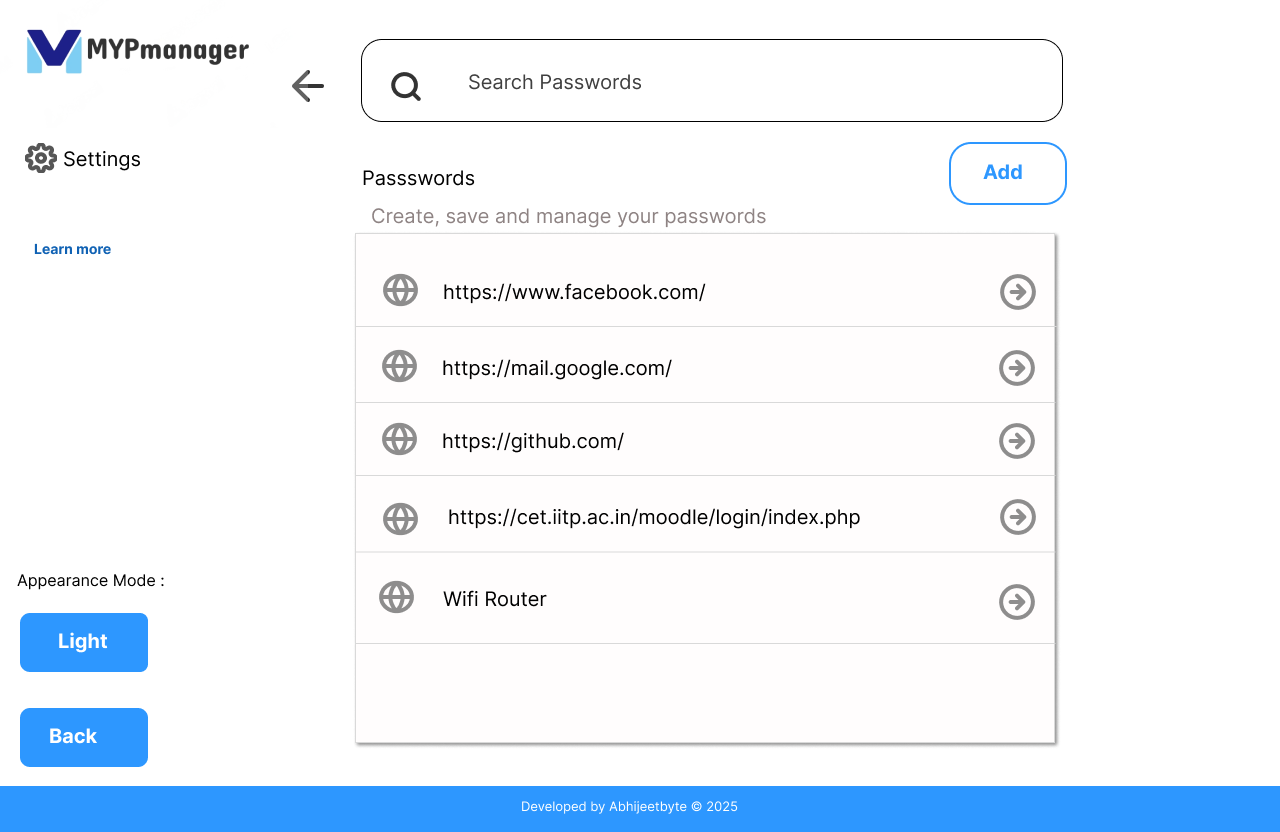 MYPmanager
Search Passwords
Settings
Add
Passswords
Create, save and manage your passwords
Learn more
https://www.facebook.com/
https://mail.google.com/
https://github.com/
https://cet.iitp.ac.in/moodle/login/index.php
Appearance Mode :
Wifi Router
Light
Back
Developed by Abhijeetbyte © 2025